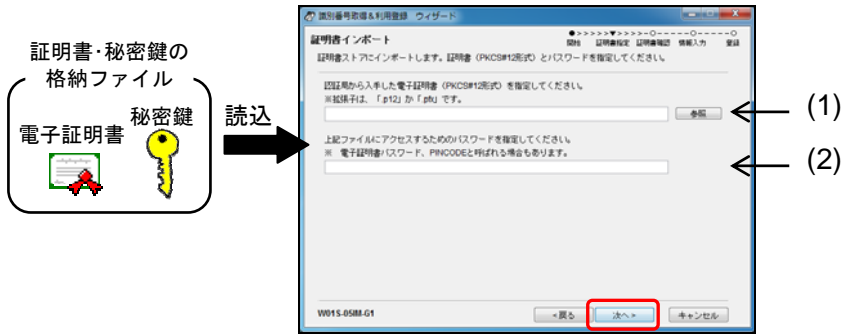 証明書・秘密鍵の
格納ファイル
電子証明書
秘密鍵
読込
識別番号取得&利用登録 ウィザード
証明書インポート
●>>>>>▼>>>>-○-----○-----○
開始 証明書指定 証明書確認 情報入力 登録
証明書ストアにインポートします。証明書(PKCS#12形式)とパスワードを指定してください。
認証局から入手した電子証明書(PKCS#12形式)を指定してください。
※拡張子は、「.p12」か「.pfx」です。
参照
(1)
上記ファイルにアクセスするためのパスワードを指定してください。
※ 電子証明書パスワード、PINCODEと呼ばれる場合もあります。
(2)
W01S-05IM-G1
<戻る
次へ>
キャンセル